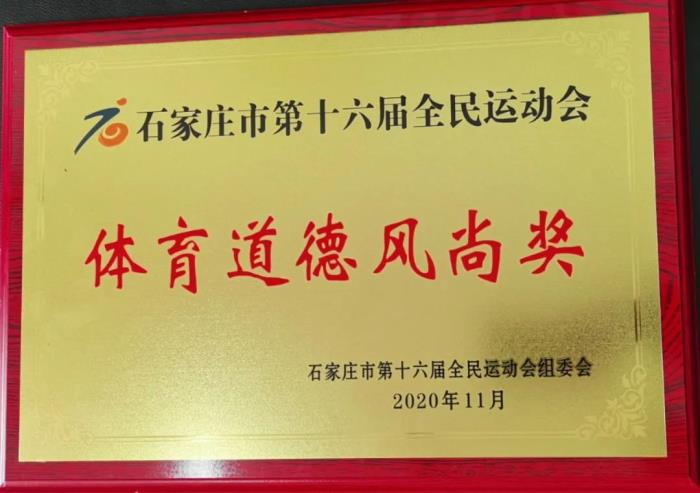 石家庄市第十六届全民运动会
体育道德风尚奖
石家庄市第十六届全民运动会组委会
2020年11月